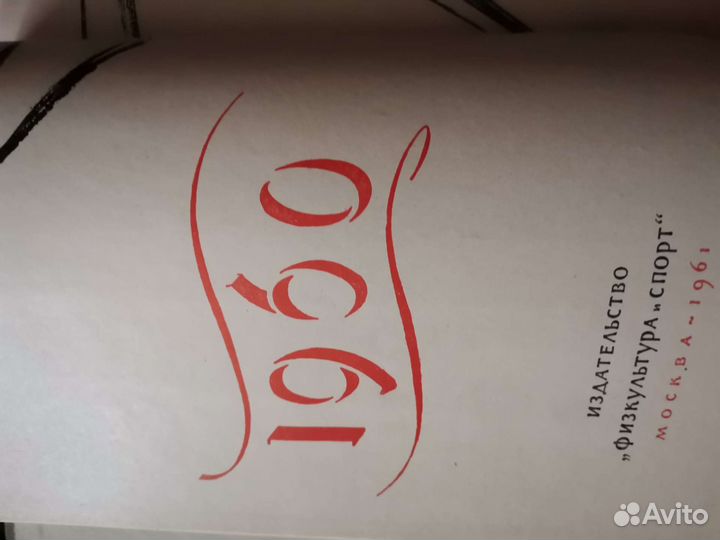 1960
ИЗДАТЕЛЬСТВО
„ФИЗКУЛЬТУРА и СПОРТ“
МОСКВА ~ 1961
Avito